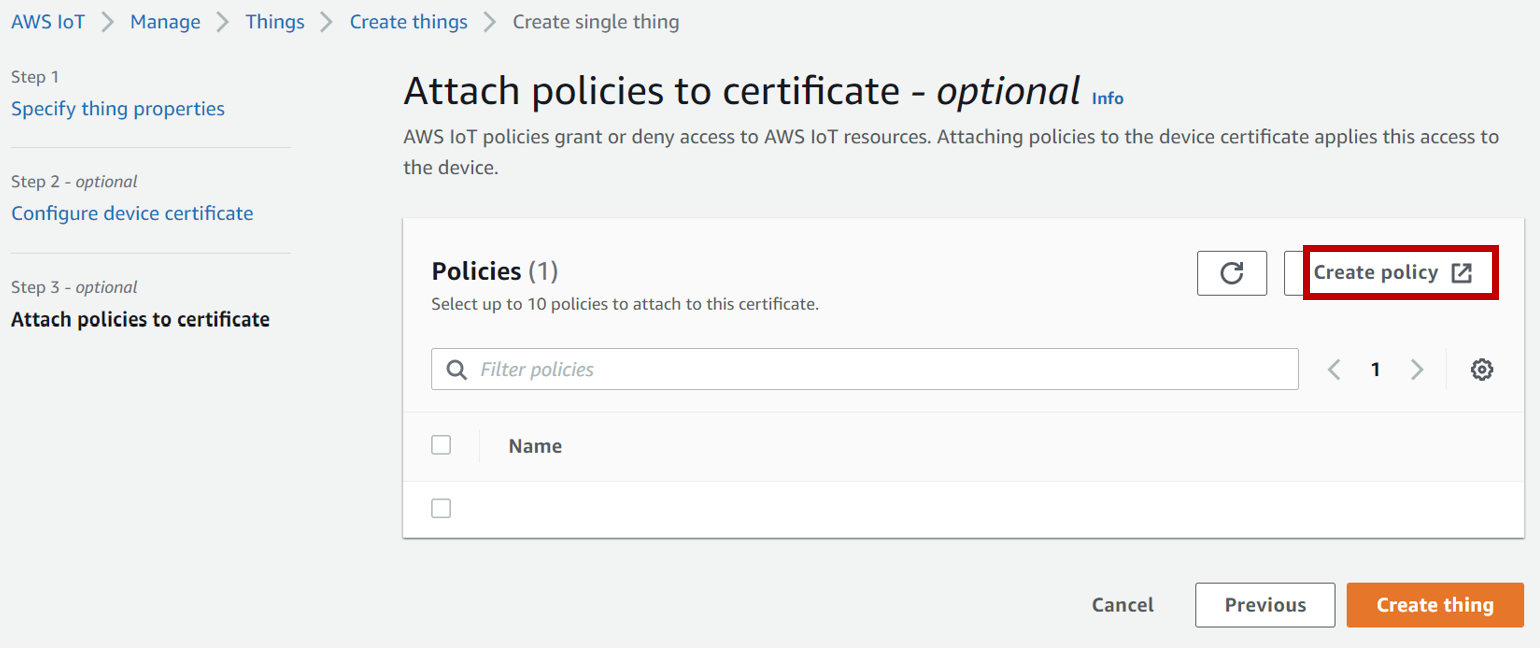 AWS IoT > Manage > Things > Create things > Create single thing
Step 1
Specify thing properties
Step 2 - optional
Configure device certificate
Step 3 - optional
Attach policies to certificate
Attach policies to certificate - optional Info
AWS IoT policies grant or deny access to AWS IoT resources. Attaching policies to the device certificate applies this access to
the device.
Policies (1)
Select up to 10 policies to attach to this certificate.
Create policy
Filter policies
1
Name
Cancel
Previous
Create thing